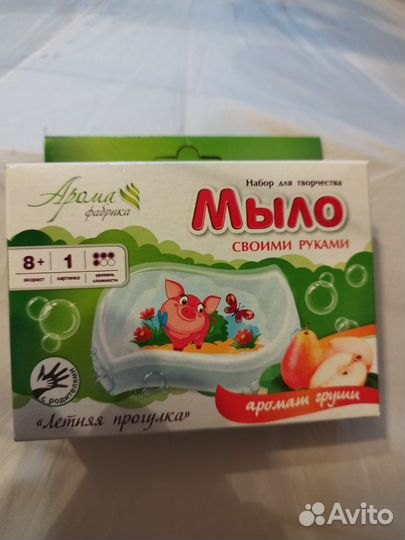 Арома
фабрика
Набор для творчества
Мыло
СВОИМИ РУКАМИ
8+
возраст
1
картинка
уровень
сложности
с родителями
«Летняя прогулка»
аромат груши
Avito